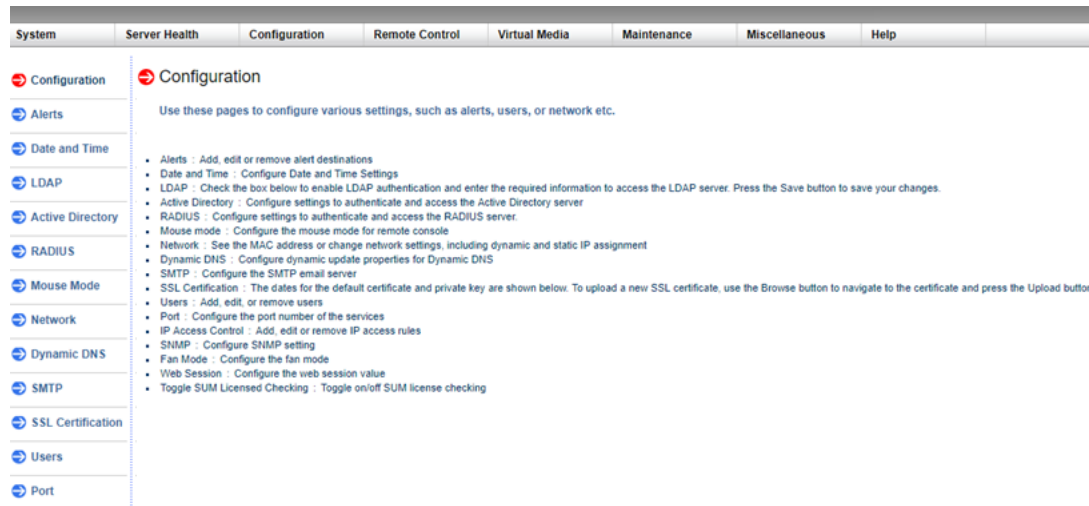 System Server Health Configuration Remote Control Virtual Media Maintenance Miscellaneous Help
Configuration
Alerts
Date and Time
LDAP
Active Directory
RADIUS
Mouse Mode
Network
Dynamic DNS
SMTP
SSL Certification
Users
Port
Configuration
Use these pages to configure various settings, such as alerts, users, or network etc.
• Alerts : Add, edit or remove alert destinations
• Date and Time : Configure Date and Time Settings
• LDAP : Check the box below to enable LDAP authentication and enter the required information to access the LDAP server. Press the Save button to save your changes.
• Active Directory : Configure settings to authenticate and access the Active Directory server
• RADIUS : Configure settings to authenticate and access the RADIUS server.
• Mouse mode : Configure the mouse mode for remote console
• Network : See the MAC address or change network settings, including dynamic and static IP assignment
• Dynamic DNS : Configure dynamic update properties for Dynamic DNS
• SMTP : Configure the SMTP email server
• SSL Certification : The dates for the default certificate and private key are shown below. To upload a new SSL certificate, use the Browse button to navigate to the certificate and press the Upload button
• Users : Add, edit, or remove users
• Port : Configure the port number of the services
• IP Access Control : Add, edit or remove IP access rules
• SNMP : Configure SNMP setting
• Fan Mode : Configure the fan mode
• Web Session : Configure the web session value
• Toggle SUM Licensed Checking : Toggle on/off SUM license checking